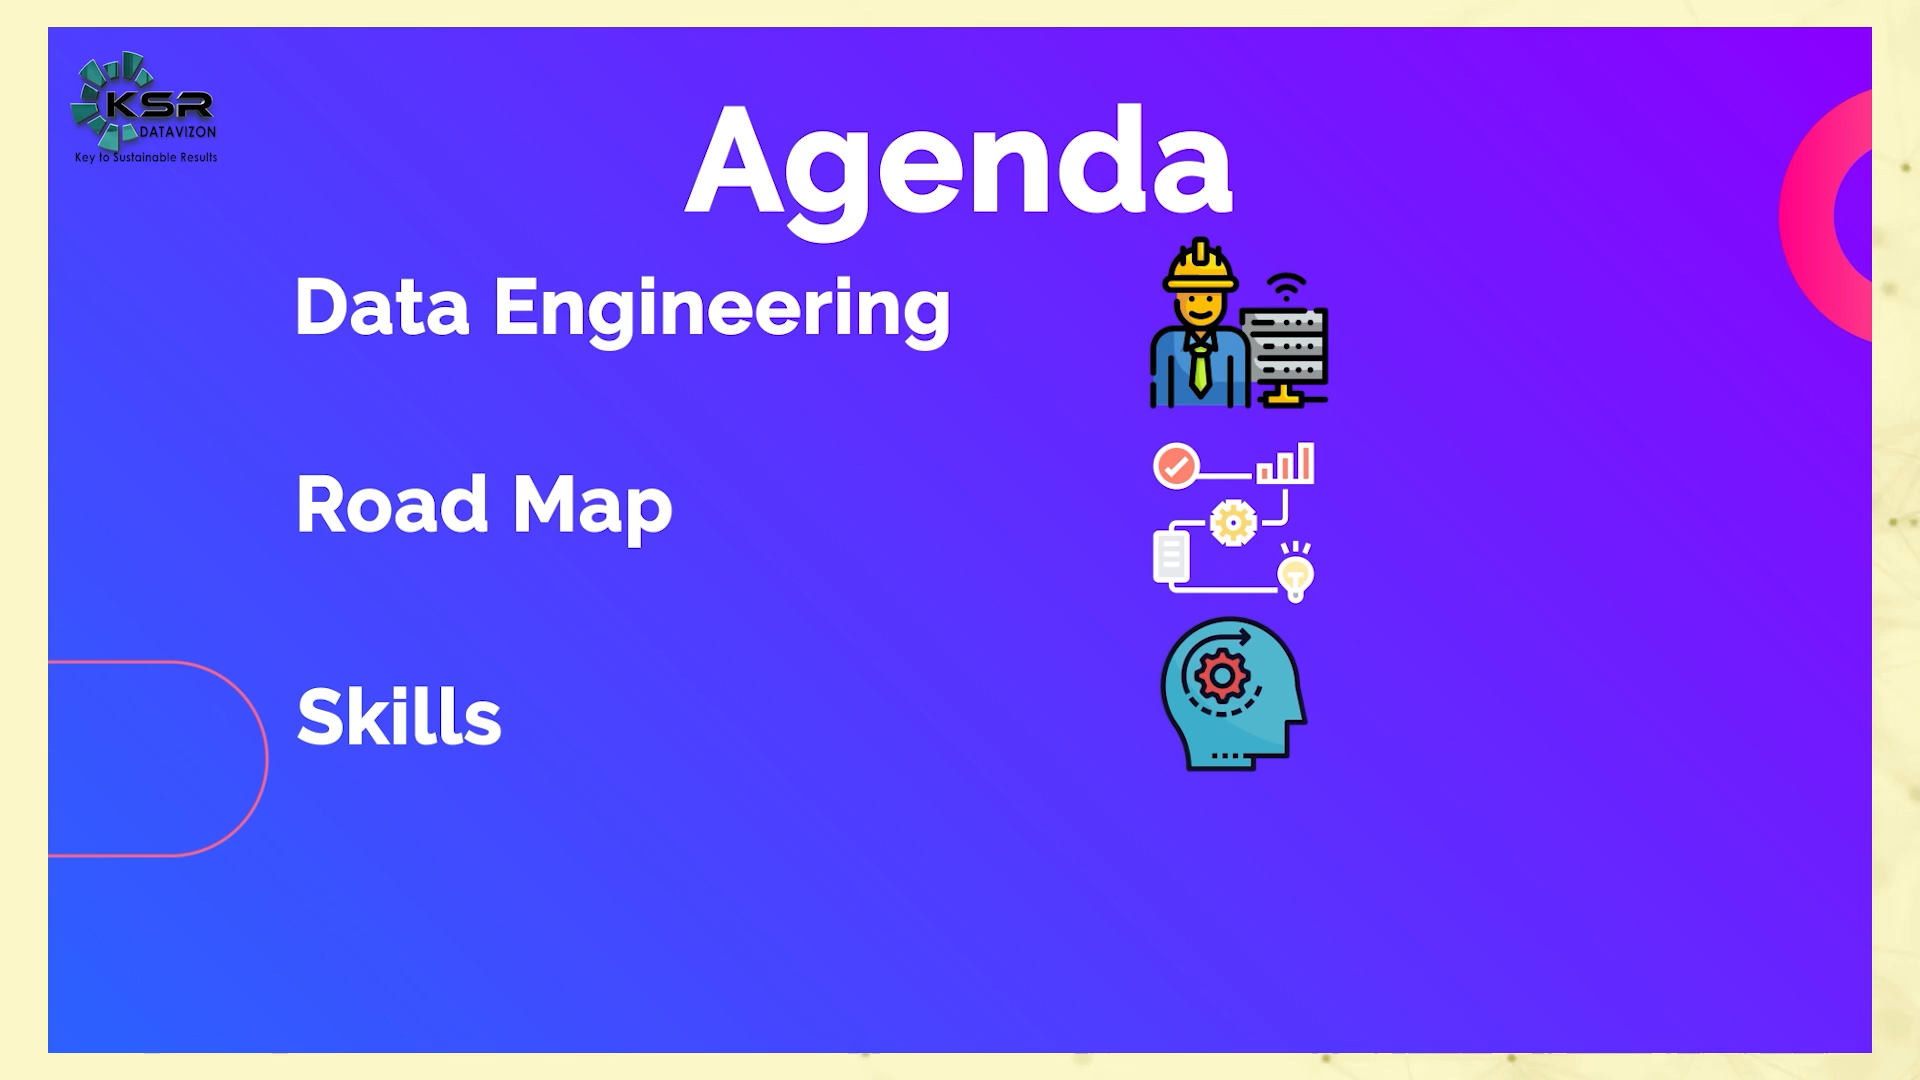 KSR
DATAVIZON
Key to Sustainable Results
Agenda
Data Engineering
Road Map
Skills